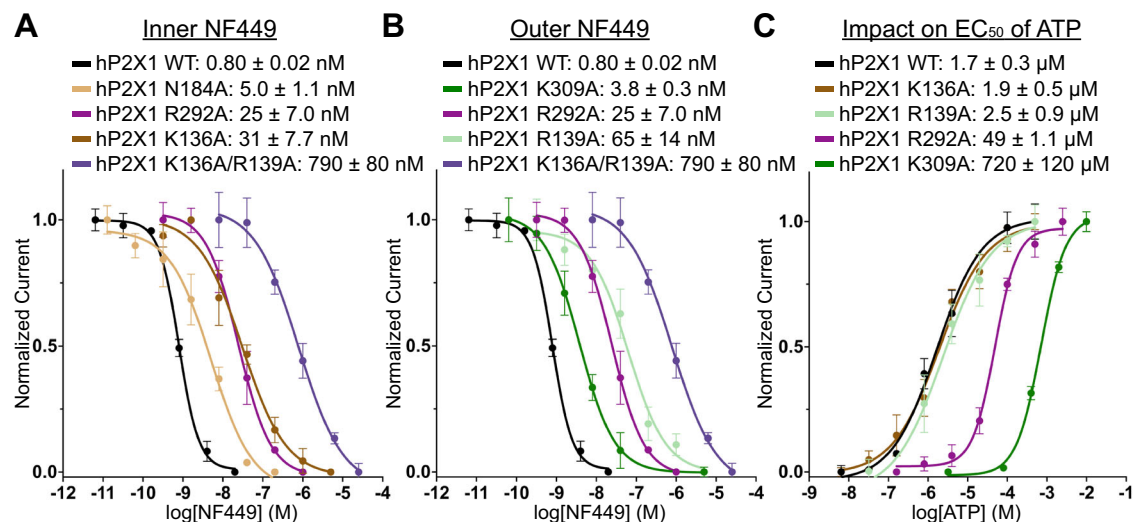 A
Inner NF449
hP2X1 WT: 0.80 ± 0.02 nM
hP2X1 N184A: 5.0 ± 1.1 nM
hP2X1 R292A: 25 ± 7.0 nM
hP2X1 K136A: 31 ± 7.7 nM
hP2X1 K136A/R139A: 790 ± 80 nM
Normalized Current
1.0
0.5
0.0
-12 -11 -10 -9 -8 -7 -6 -5 -4
log[NF449] (M)
B
Outer NF449
hP2X1 WT: 0.80 ± 0.02 nM
hP2X1 K309A: 3.8 ± 0.3 nM
hP2X1 R292A: 25 ± 7.0 nM
hP2X1 R139A: 65 ± 14 nM
hP2X1 K136A/R139A: 790 ± 80 nM
Normalized Current
1.0
0.5
0.0
-12 -11 -10 -9 -8 -7 -6 -5 -4
log[NF449] (M)
C
Impact on EC₅₀ of ATP
hP2X1 WT: 1.7 ± 0.3 µM
hP2X1 K136A: 1.9 ± 0.5 µM
hP2X1 R139A: 2.5 ± 0.9 µM
hP2X1 R292A: 49 ± 1.1 µM
hP2X1 K309A: 720 ± 120 µM
Normalized Current
1.0
0.5
0.0
-9 -8 -7 -6 -5 -4 -3 -2 -1
log[ATP] (M)